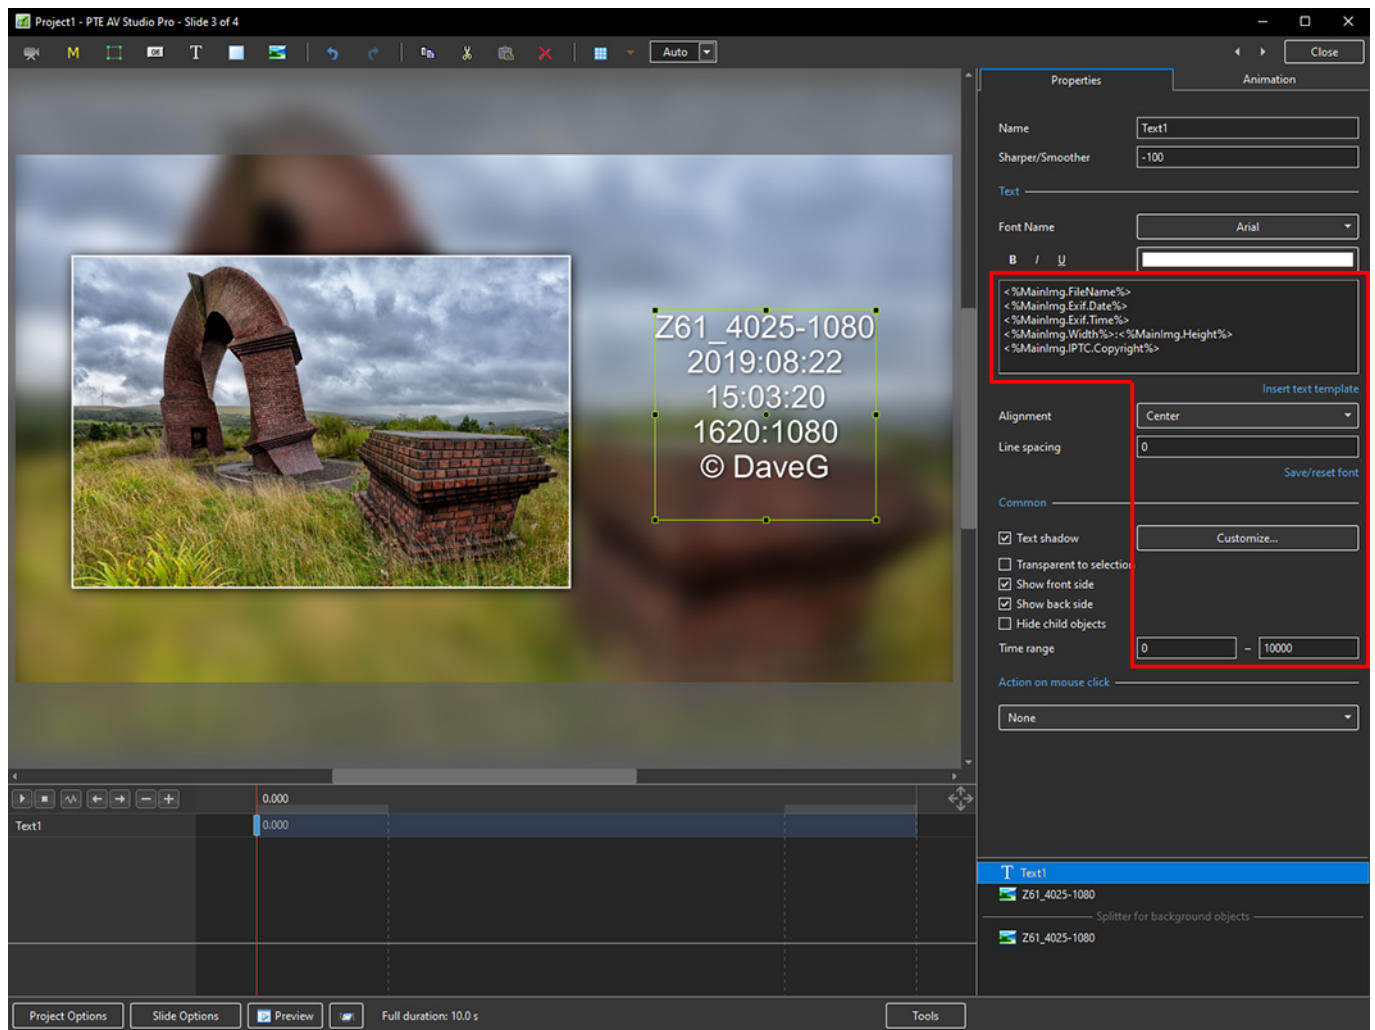 Project1 - PTE AV Studio Pro - Slide 3 of 4
M OK T Auto Close
Properties Animation
Name Text1
Sharper/Smoother -100
Text
Font Name Arial
B I U
<%MainImg.FileName%>
<%MainImg.Exif.Date%>
<%MainImg.Exif.Time%>
<%MainImg.Width%>:<%MainImg.Height%>
<%MainImg.IPTC.Copyright%>
Insert text template
Alignment Center
Line spacing 0
Save/reset font
Common
Text shadow Customize...
Transparent to selection
Show front side
Show back side
Hide child objects
Time range 0 – 10000
Action on mouse click
None
Z61_4025-1080
2019:08:22
15:03:20
1620:1080
© DaveG
0.000
Text1 0.000
T Text1
Z61_4025-1080
Splitter for background objects
Z61_4025-1080
Project Options Slide Options Preview Full duration: 10.0 s Tools